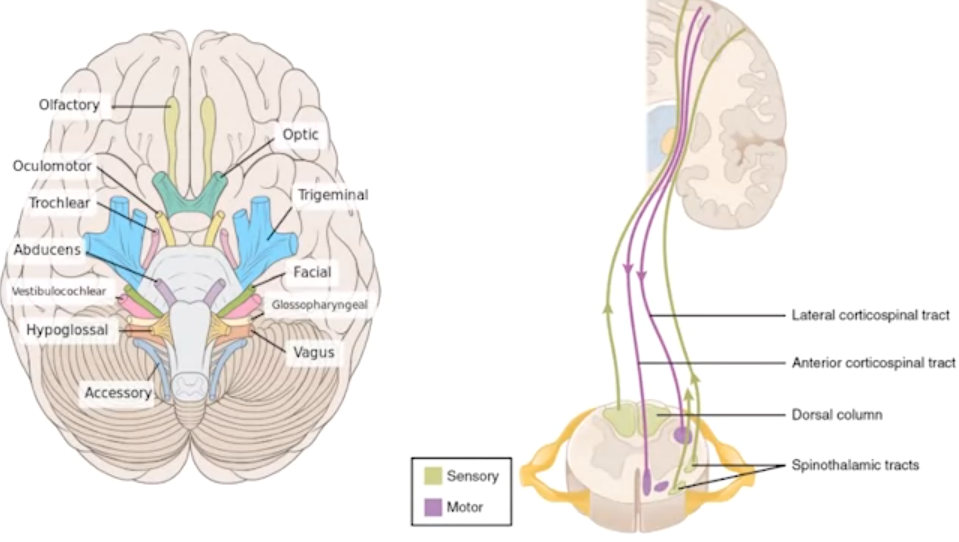 Olfactory
Optic
Oculomotor
Trigeminal
Trochlear
Abducens
Facial
Vestibulocochlear
Glossopharyngeal
Hypoglossal
Vagus
Accessory
Lateral corticospinal tract
Anterior corticospinal tract
Dorsal column
Spinothalamic tracts
Sensory
Motor